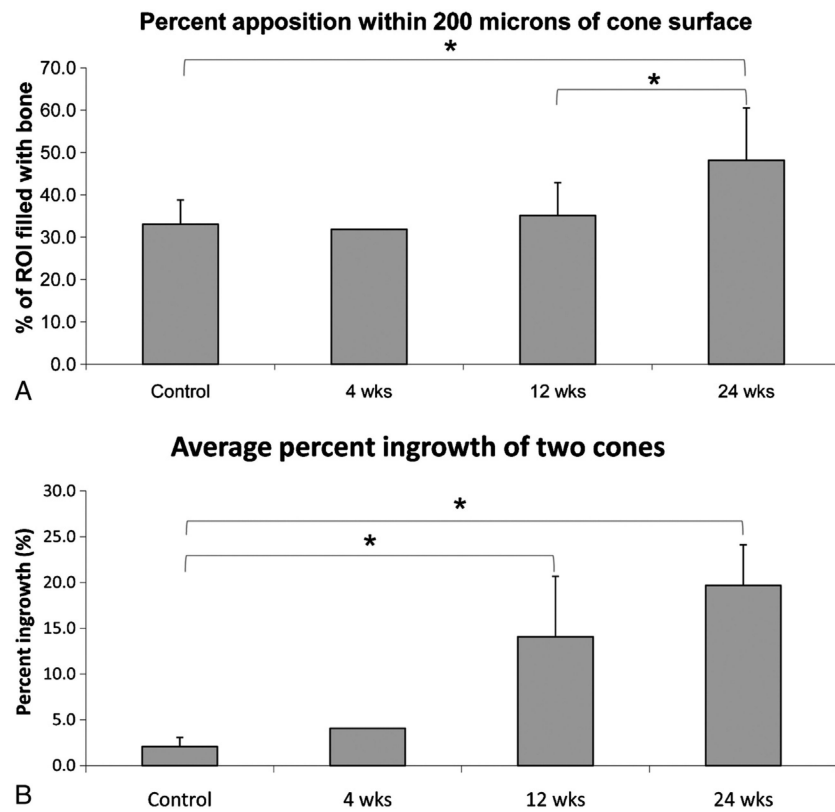 Percent apposition within 200 microns of cone surface
% of ROI filled with bone
70.0
60.0
50.0
40.0
30.0
20.0
10.0
0.0
*
*
Control 4 wks 12 wks 24 wks
A
Average percent ingrowth of two cones
Percent ingrowth (%)
30.0
25.0
20.0
15.0
10.0
5.0
0.0
*
*
Control 4 wks 12 wks 24 wks
B